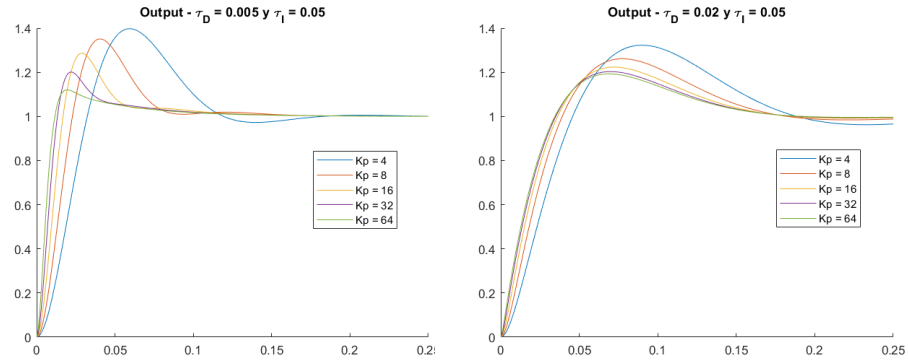 Output - τD = 0.005 y τI = 0.05
1.4
1.2
1
0.8
0.6
0.4
0.2
0
0
0.05
0.1
0.15
0.2
0.25
Kp = 4
Kp = 8
Kp = 16
Kp = 32
Kp = 64
Output - τD = 0.02 y τI = 0.05
1.4
1.2
1
0.8
0.6
0.4
0.2
0
0
0.05
0.1
0.15
0.2
0.25
Kp = 4
Kp = 8
Kp = 16
Kp = 32
Kp = 64